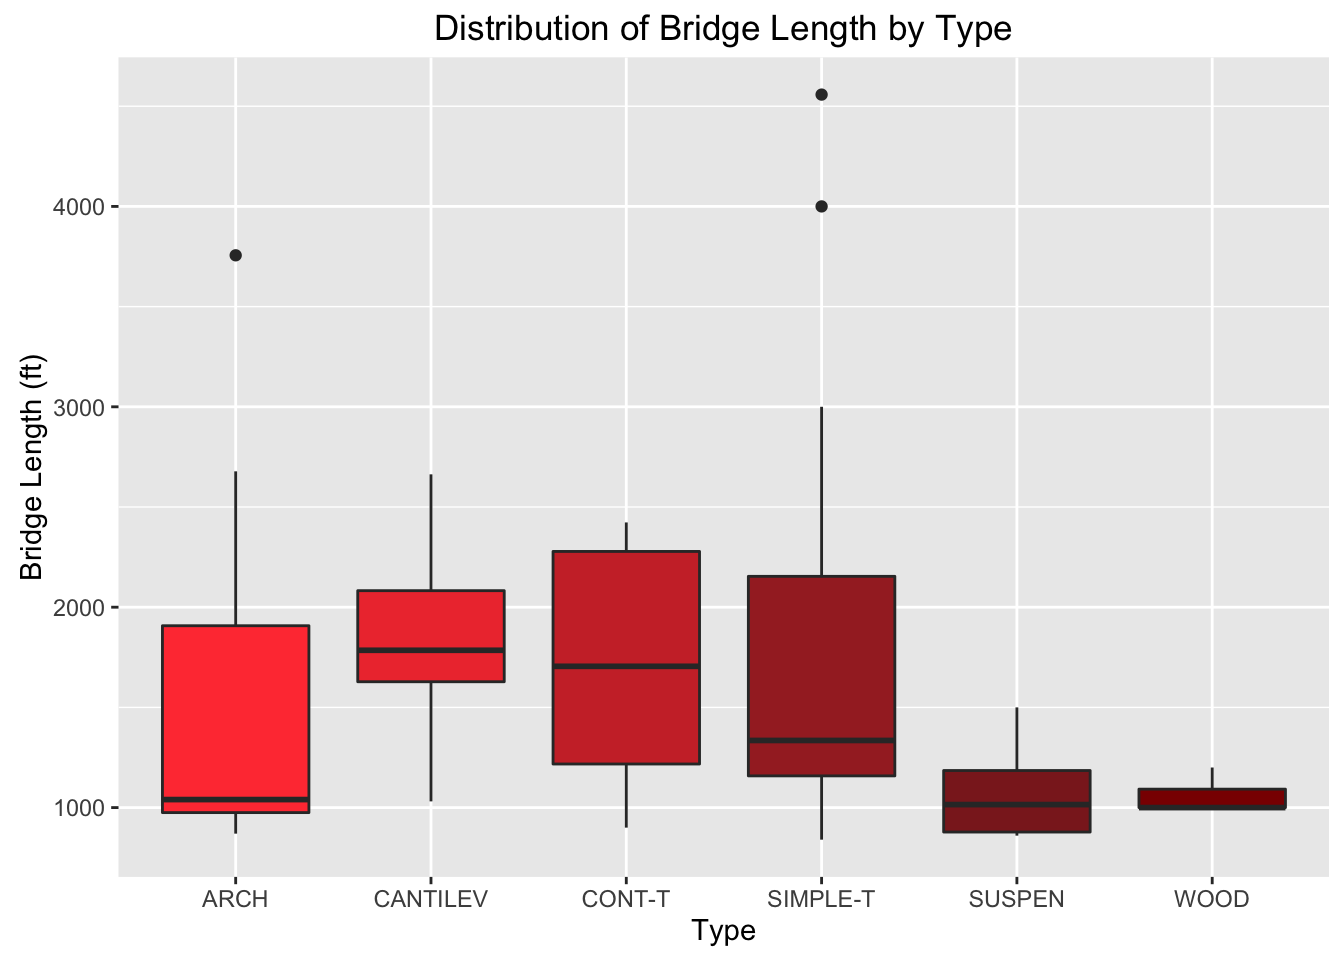 Distribution of Bridge Length by Type
Bridge Length (ft)
4000
3000
2000
1000
ARCH CANTILEV CONT-T SIMPLE-T SUSPEN WOOD
Type